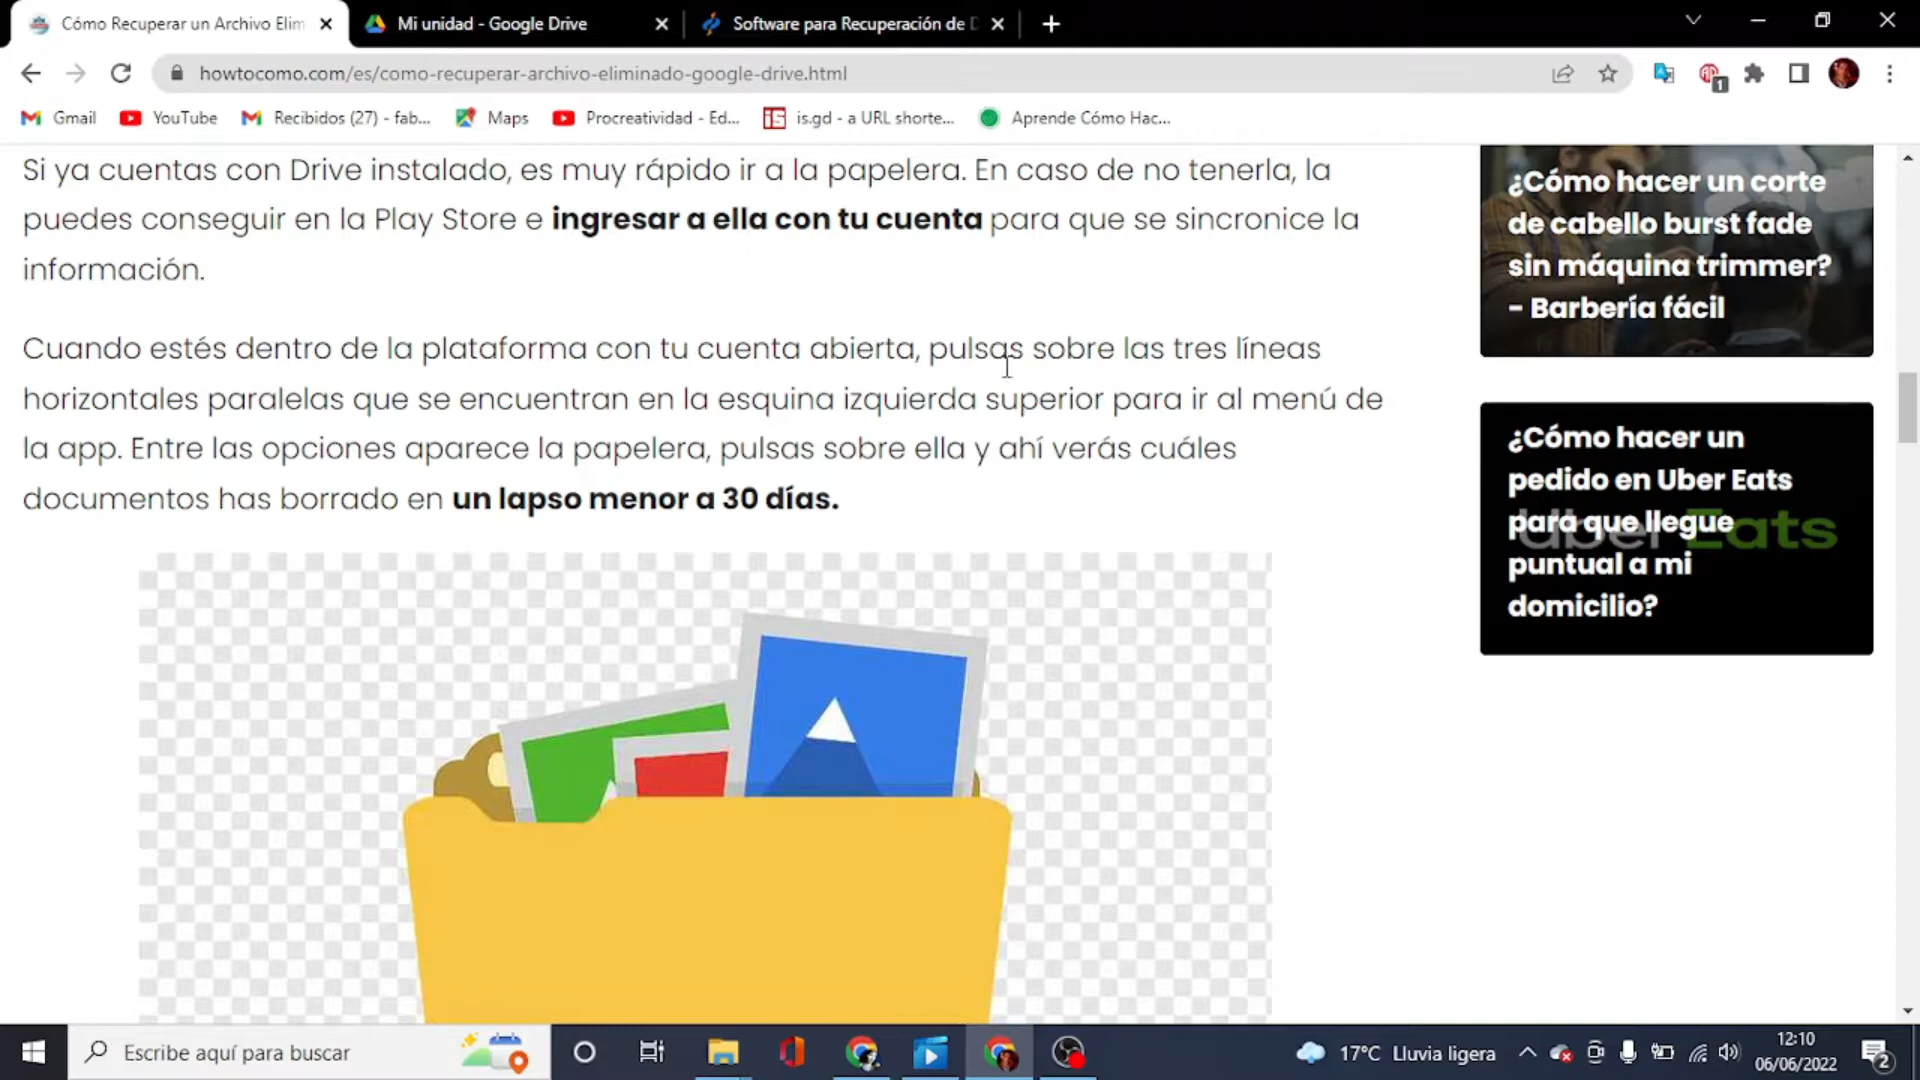 Cómo Recuperar un Archivo Elim
Mi unidad - Google Drive
Software para Recuperación de D
howtocomo.com/es/como-recuperar-archivo-eliminado-google-drive.html
1
Gmail
YouTube
Recibidos (27) - fab...
Maps
Procreatividad - Ed...
is.gd - a URL shorte...
Aprende Cómo Hac...
Si ya cuentas con Drive instalado, es muy rápido ir a la papelera. En caso de no tenerla, la
puedes conseguir en la Play Store e ingresar a ella con tu cuenta para que se sincronice la
información.
Cuando estés dentro de la plataforma con tu cuenta abierta, pulsas sobre las tres líneas
horizontales paralelas que se encuentran en la esquina izquierda superior para ir al menú de
la app. Entre las opciones aparece la papelera, pulsas sobre ella y ahí verás cuáles
documentos has borrado en un lapso menor a 30 días.
¿Cómo hacer un corte
de cabello burst fade
sin máquina trimmer?
- Barbería fácil
¿Cómo hacer un
pedido en Uber Eats
para que llegue
puntual a mi
domicilio?
Uber Eats
Escribe aquí para buscar
17°C Lluvia ligera
12:10
06/06/2022
2